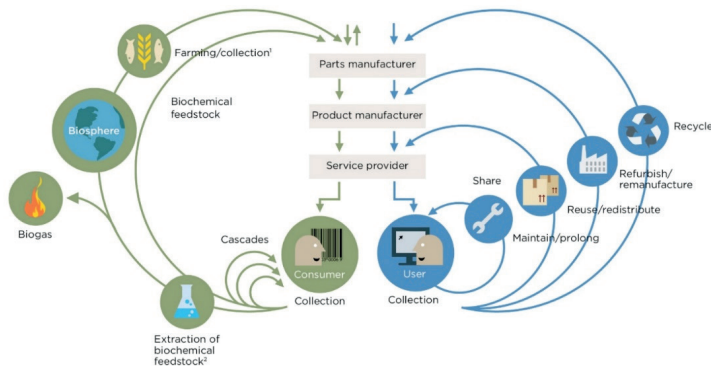 Farming/collection¹
Parts manufacturer
Biochemical
feedstock
Product manufacturer
Biosphere
Recycle
Service provider
Refurbish/
remanufacture
Share
Reuse/redistribute
Biogas
Maintain/prolong
Cascades
Consumer
User
Collection
Collection
Extraction of
biochemical
feedstock²